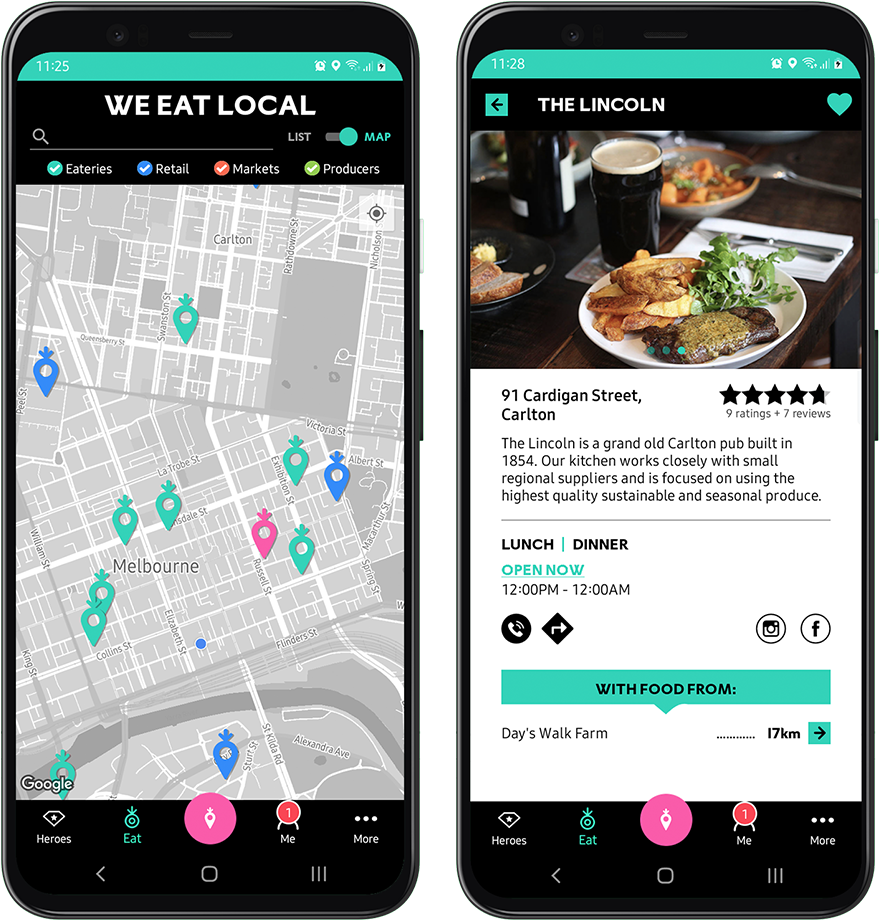 11:25
WE EAT LOCAL
LIST MAP
Eateries Retail Markets Producers
Carlton
Rathdowne St
Nicholson
Swanston St
Queensberry St
Peel St
Victoria St
La Trobe St
Exhibition St
Albert St
nsdale St
Macarthur St
William St
Melbourne
Russell St
Spring St
Elizabeth St
Flinders St
Collins St
King St
St Kilda Rd
Sturt St
Alexandra Ave
Google
1
Heroes Eat Me More
11:28
THE LINCOLN
91 Cardigan Street,
Carlton
9 ratings + 7 reviews
The Lincoln is a grand old Carlton pub built in
1854. Our kitchen works closely with small
regional suppliers and is focused on using the
highest quality sustainable and seasonal produce.
LUNCH | DINNER
OPEN NOW
12:00PM - 12:00AM
WITH FOOD FROM:
Day's Walk Farm ............ 17km
1
Heroes Eat Me More